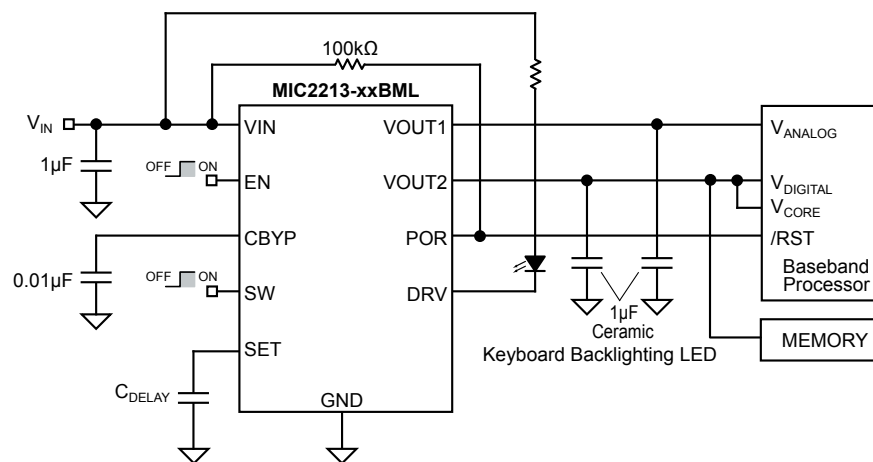 100kΩ
MIC2213-xxBML
VIN
VIN
VOUT1
VANALOG
1µF
OFF ON
EN
VOUT2
VDIGITAL
VCORE
CBYP
POR
/RST
0.01µF
OFF ON
SW
DRV
Baseband
Processor
1µF
Ceramic
SET
Keyboard Backlighting LED
MEMORY
CDELAY
GND